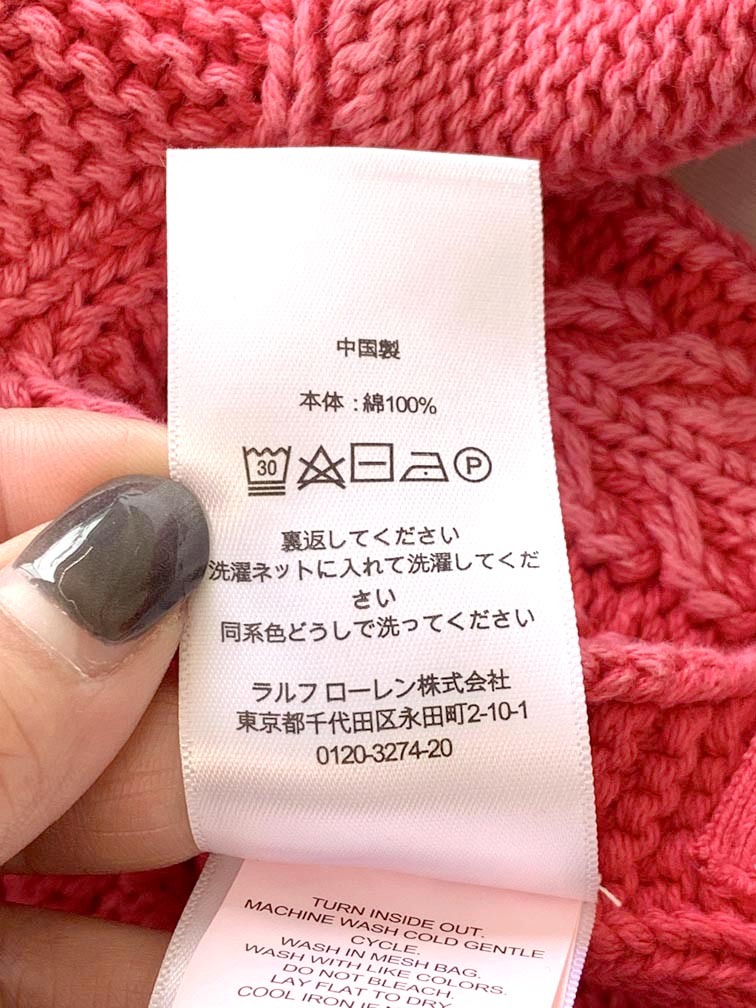 中国製
本体 : 綿100%
30 P
裏返してください
洗濯ネットに入れて洗濯してくだ
さい
同系色どうしで洗ってください
ラルフ ローレン株式会社
東京都千代田区永田町2-10-1
0120-3274-20
TURN INSIDE OUT.
MACHINE WASH COLD GENTLE
CYCLE.
WASH IN MESH BAG.
WASH WITH LIKE COLORS.
DO NOT BLEACH.
LAY FLAT TO DRY.
COOL IRON IF